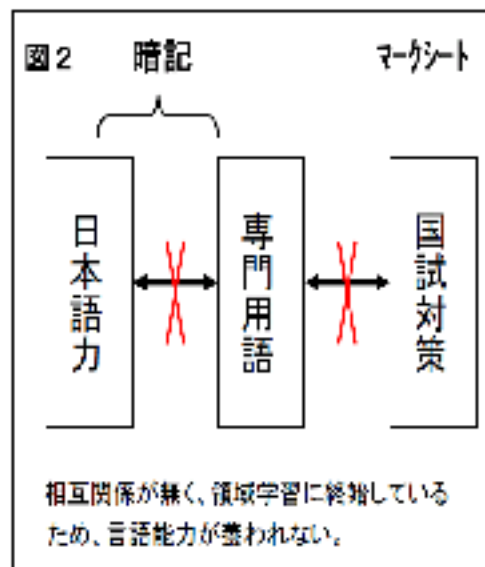 図2
暗記
マークシート
日本語力
専門用語
国試対策
相互関係が無く、領域学習に終始している
ため、言語能力が養われない。